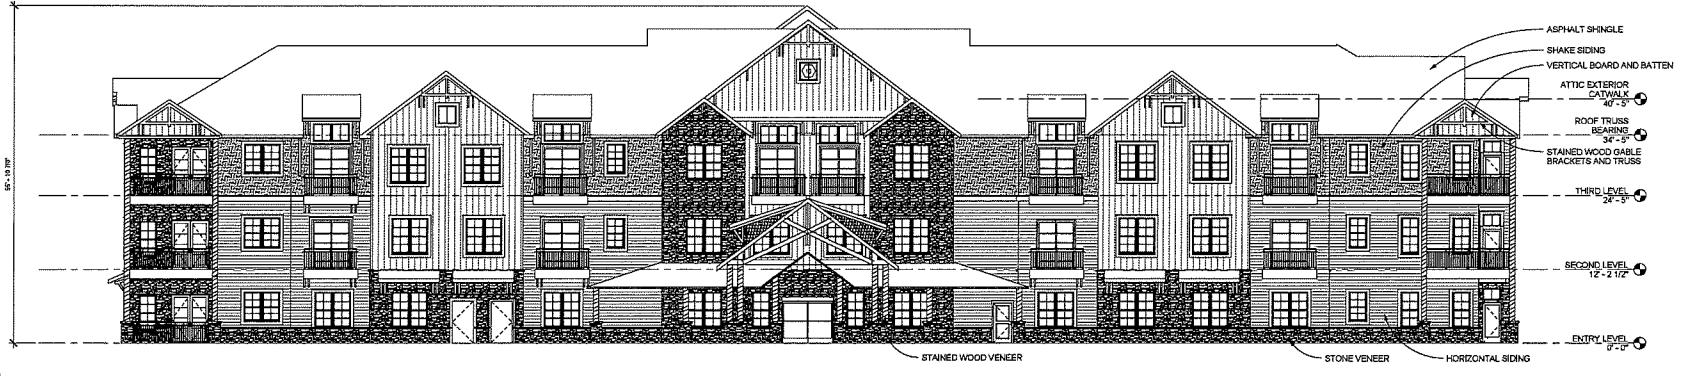 ASPHALT SHINGLE
SHAKE SIDING
VERTICAL BOARD AND BATTEN
ATTIC EXTERIOR
CATWALK
40' - 5"
ROOF TRUSS
BEARING
34' - 5"
STAINED WOOD GABLE
BRACKETS AND TRUSS
THIRD LEVEL
24' - 5"
SECOND LEVEL
12' - 2 1/2"
ENTRY LEVEL
0' - 0"
STAINED WOOD VENEER
STONE VENEER
HORIZONTAL SIDING